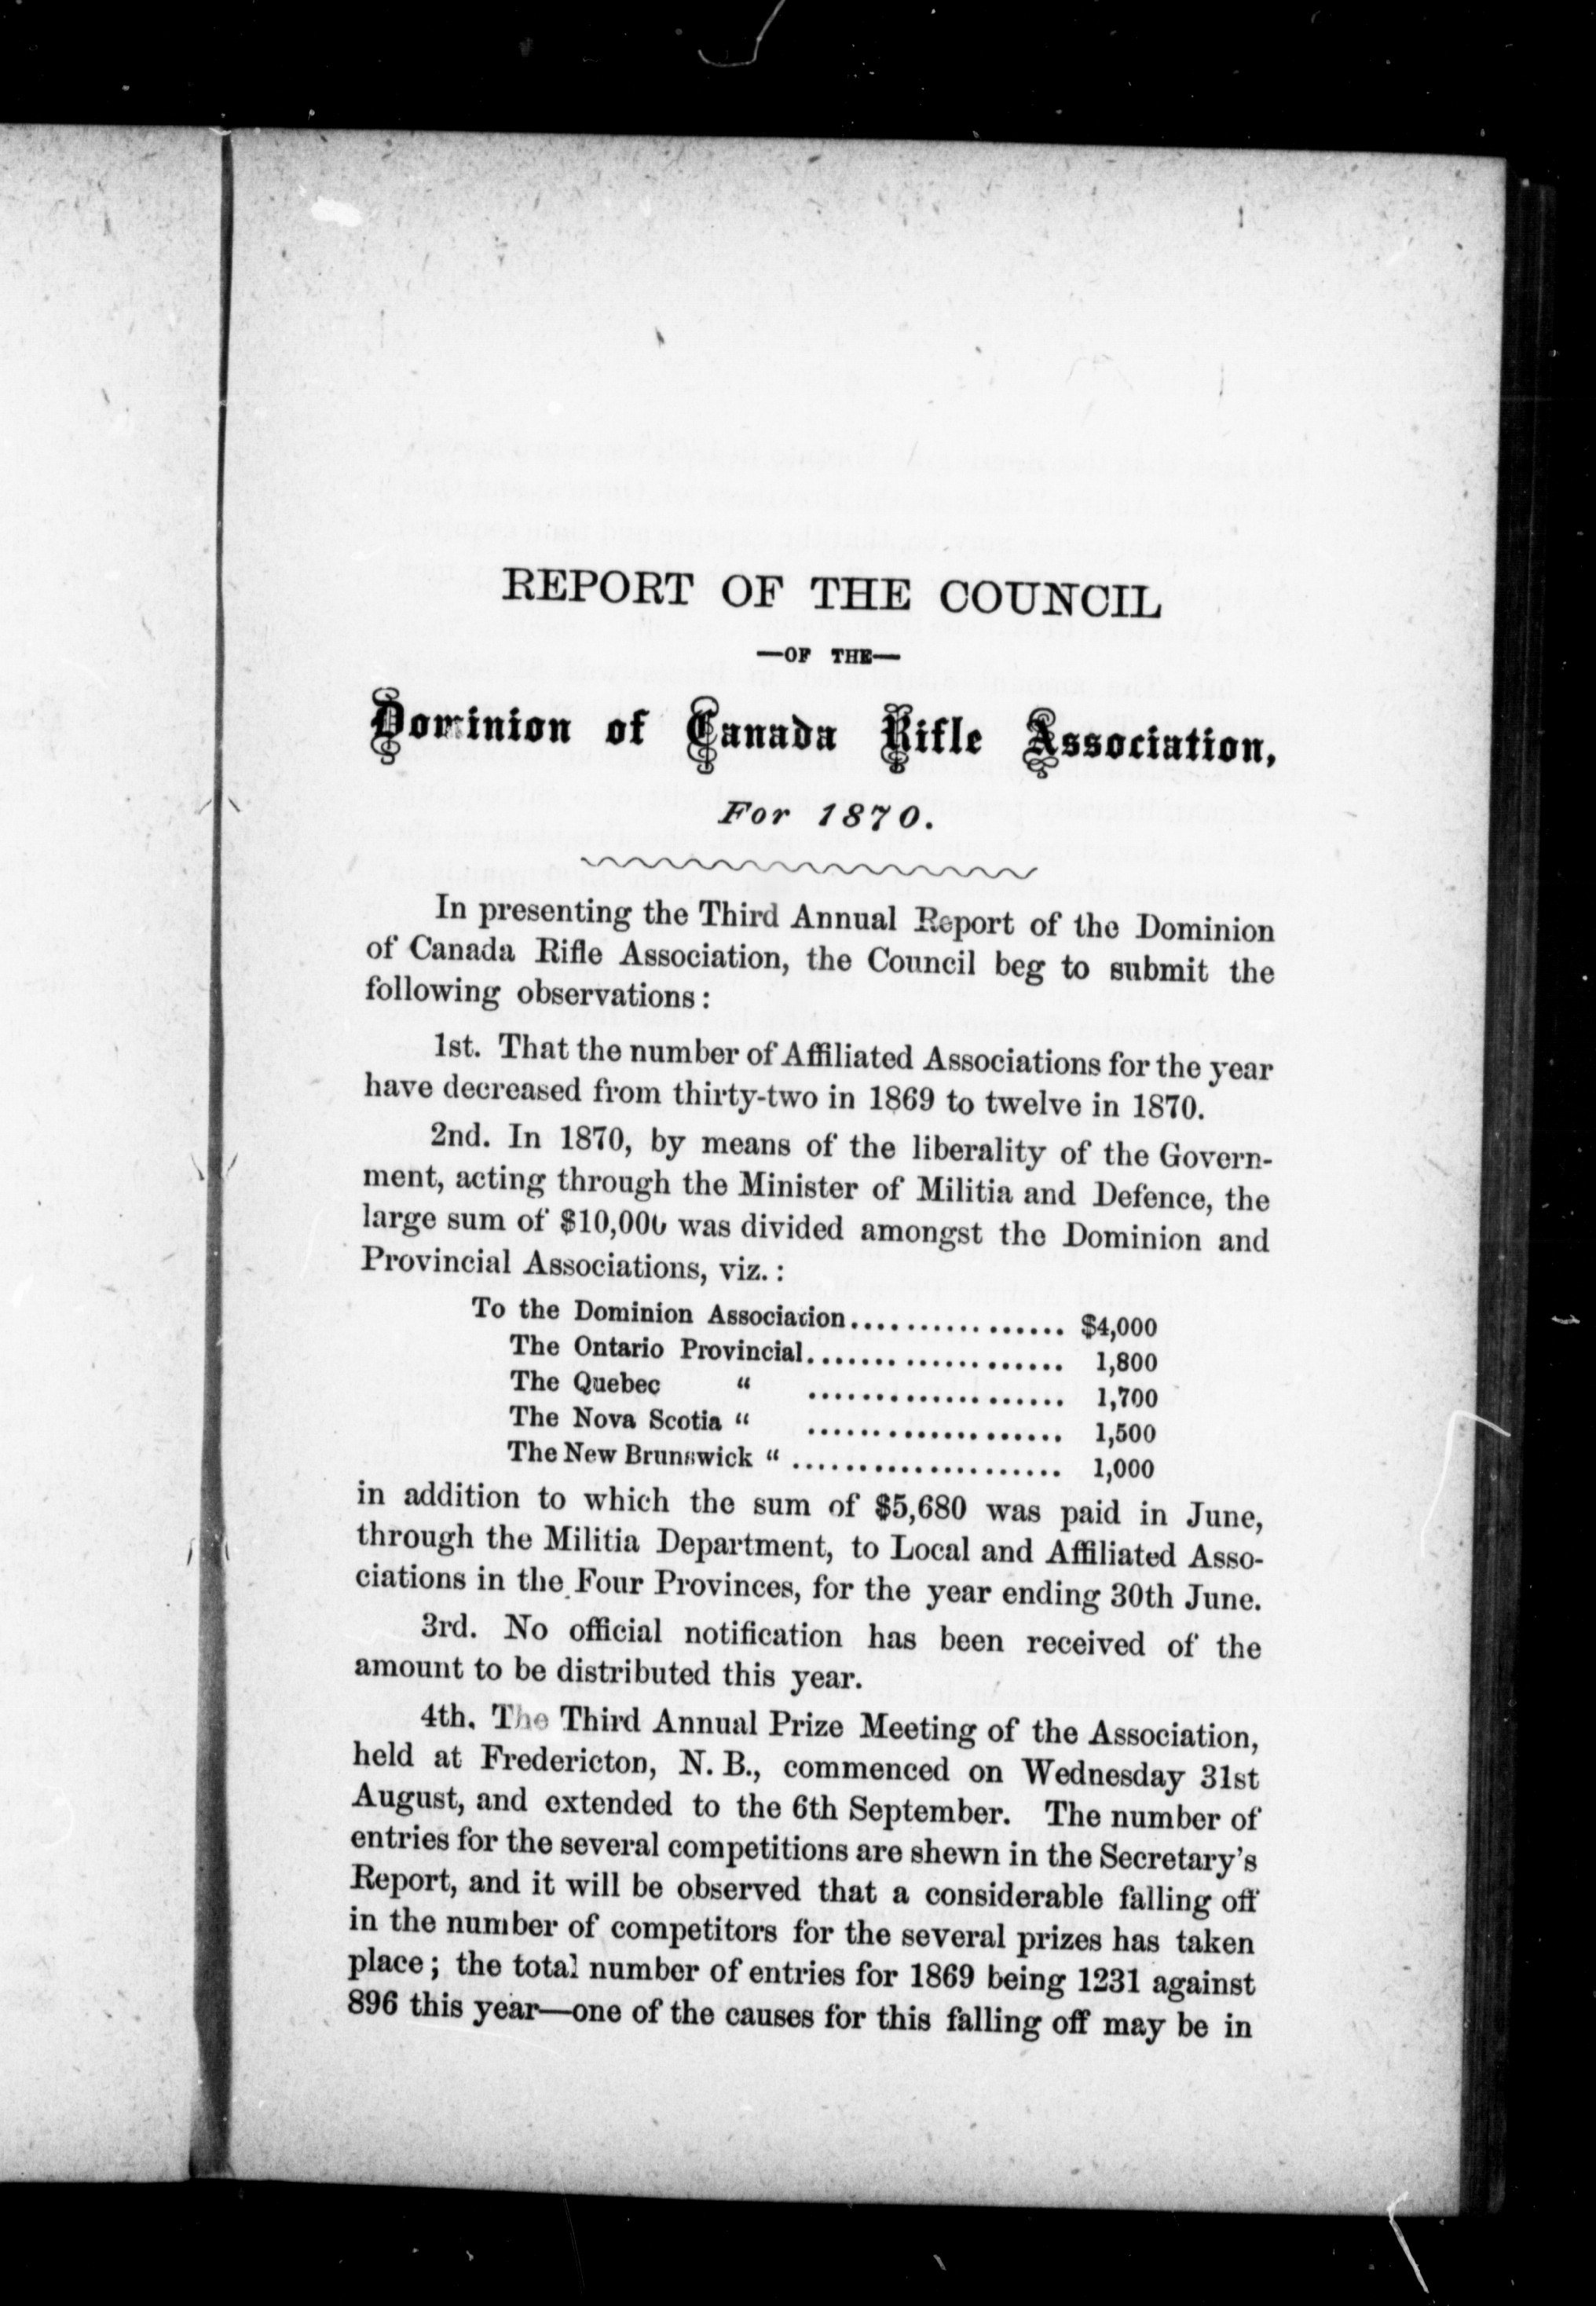 REPORT OF THE COUNCIL
—OF THE—
Dominion of Canada Rifle Association,
For 1870.
In presenting the Third Annual Report of the Dominion
of Canada Rifle Association, the Council beg to submit the
following observations:
1st. That the number of Affiliated Associations for the year
have decreased from thirty-two in 1869 to twelve in 1870.
2nd. In 1870, by means of the liberality of the Govern-
ment, acting through the Minister of Militia and Defence, the
large sum of $10,000 was divided amongst the Dominion and
Provincial Associations, viz.:
To the Dominion Association................. $4,000
The Ontario Provincial.................... 1,800
The Quebec “ ................... 1,700
The Nova Scotia “ ................... 1,500
The New Brunswick “ .................... 1,000
in addition to which the sum of $5,680 was paid in June,
through the Militia Department, to Local and Affiliated Asso-
ciations in the Four Provinces, for the year ending 30th June.
3rd. No official notification has been received of the
amount to be distributed this year.
4th. The Third Annual Prize Meeting of the Association,
held at Fredericton, N. B., commenced on Wednesday 31st
August, and extended to the 6th September. The number of
entries for the several competitions are shewn in the Secretary’s
Report, and it will be observed that a considerable falling off
in the number of competitors for the several prizes has taken
place; the total number of entries for 1869 being 1231 against
896 this year—one of the causes for this falling off may be in